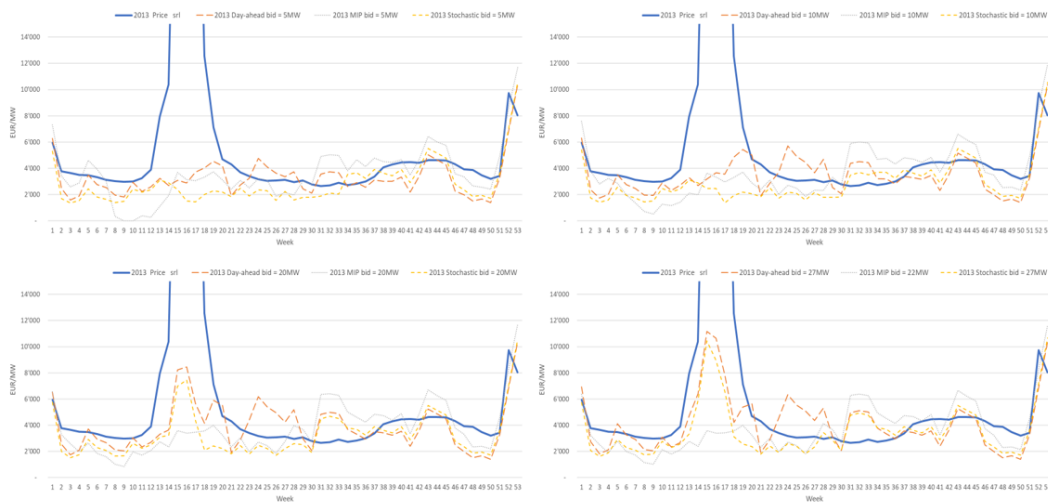 2013 Price srl 2013 Day-ahead bid = 5MW 2013 MIP bid = 5MW 2013 Stochastic bid = 5MW
14'000
12'000
10'000
8'000
6'000
4'000
2'000
-
EUR/MW
1 2 3 4 5 6 7 8 9 10 11 12 13 14 15 16 17 18 19 20 21 22 23 24 25 26 27 28 29 30 31 32 33 34 35 36 37 38 39 40 41 42 43 44 45 46 47 48 49 50 51 52 53
Week
2013 Price srl 2013 Day-ahead bid = 10MW 2013 MIP bid = 10MW 2013 Stochastic bid = 10MW
14'000
12'000
10'000
8'000
6'000
4'000
2'000
-
EUR/MW
1 2 3 4 5 6 7 8 9 10 11 12 13 14 15 16 17 18 19 20 21 22 23 24 25 26 27 28 29 30 31 32 33 34 35 36 37 38 39 40 41 42 43 44 45 46 47 48 49 50 51 52 53
Week
2013 Price srl 2013 Day-ahead bid = 20MW 2013 MIP bid = 20MW 2013 Stochastic bid = 20MW
14'000
12'000
10'000
8'000
6'000
4'000
2'000
-
EUR/MW
1 2 3 4 5 6 7 8 9 10 11 12 13 14 15 16 17 18 19 20 21 22 23 24 25 26 27 28 29 30 31 32 33 34 35 36 37 38 39 40 41 42 43 44 45 46 47 48 49 50 51 52 53
Week
2013 Price srl 2013 Day-ahead bid = 27MW 2013 MIP bid = 22MW 2013 Stochastic bid = 27MW
14'000
12'000
10'000
8'000
6'000
4'000
2'000
-
EUR/MW
1 2 3 4 5 6 7 8 9 10 11 12 13 14 15 16 17 18 19 20 21 22 23 24 25 26 27 28 29 30 31 32 33 34 35 36 37 38 39 40 41 42 43 44 45 46 47 48 49 50 51 52 53
Week